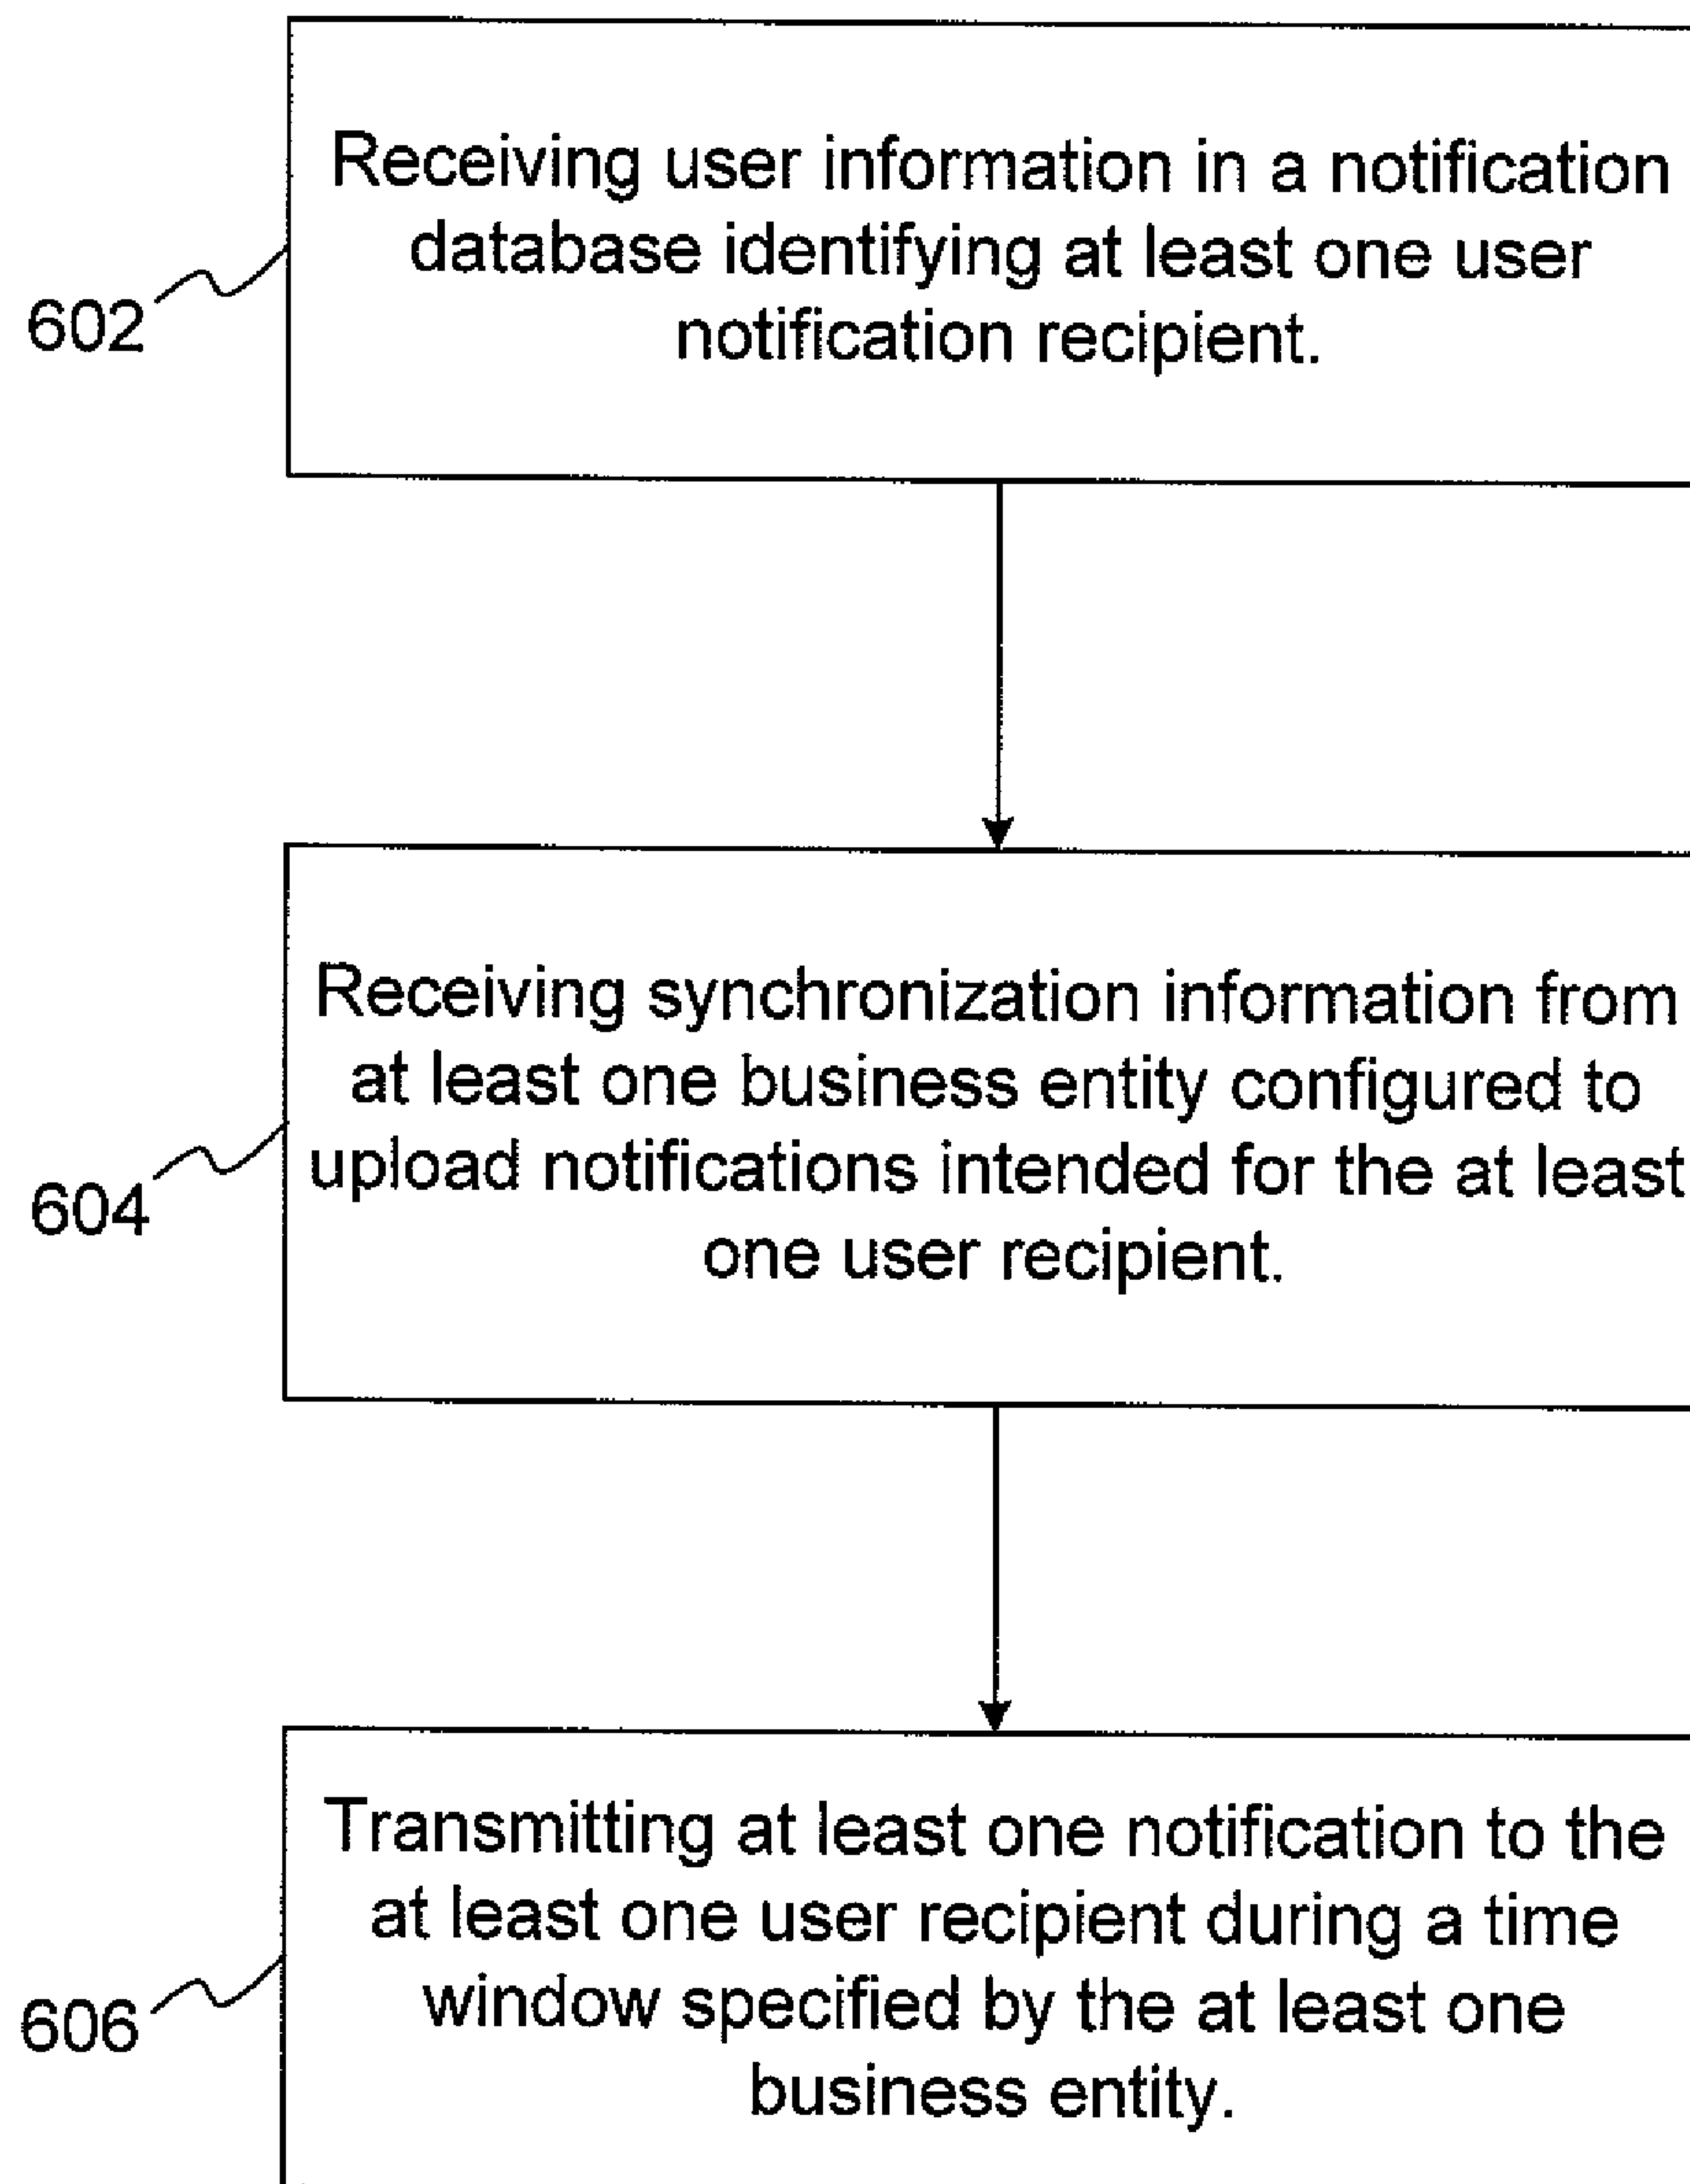 Receiving user information in a notification
database identifying at least one user
notification recipient.
602
Receiving synchronization information from
at least one business entity configured to
upload notifications intended for the at least
one user recipient.
604
Transmitting at least one notification to the
at least one user recipient during a time
window specified by the at least one
business entity.
606